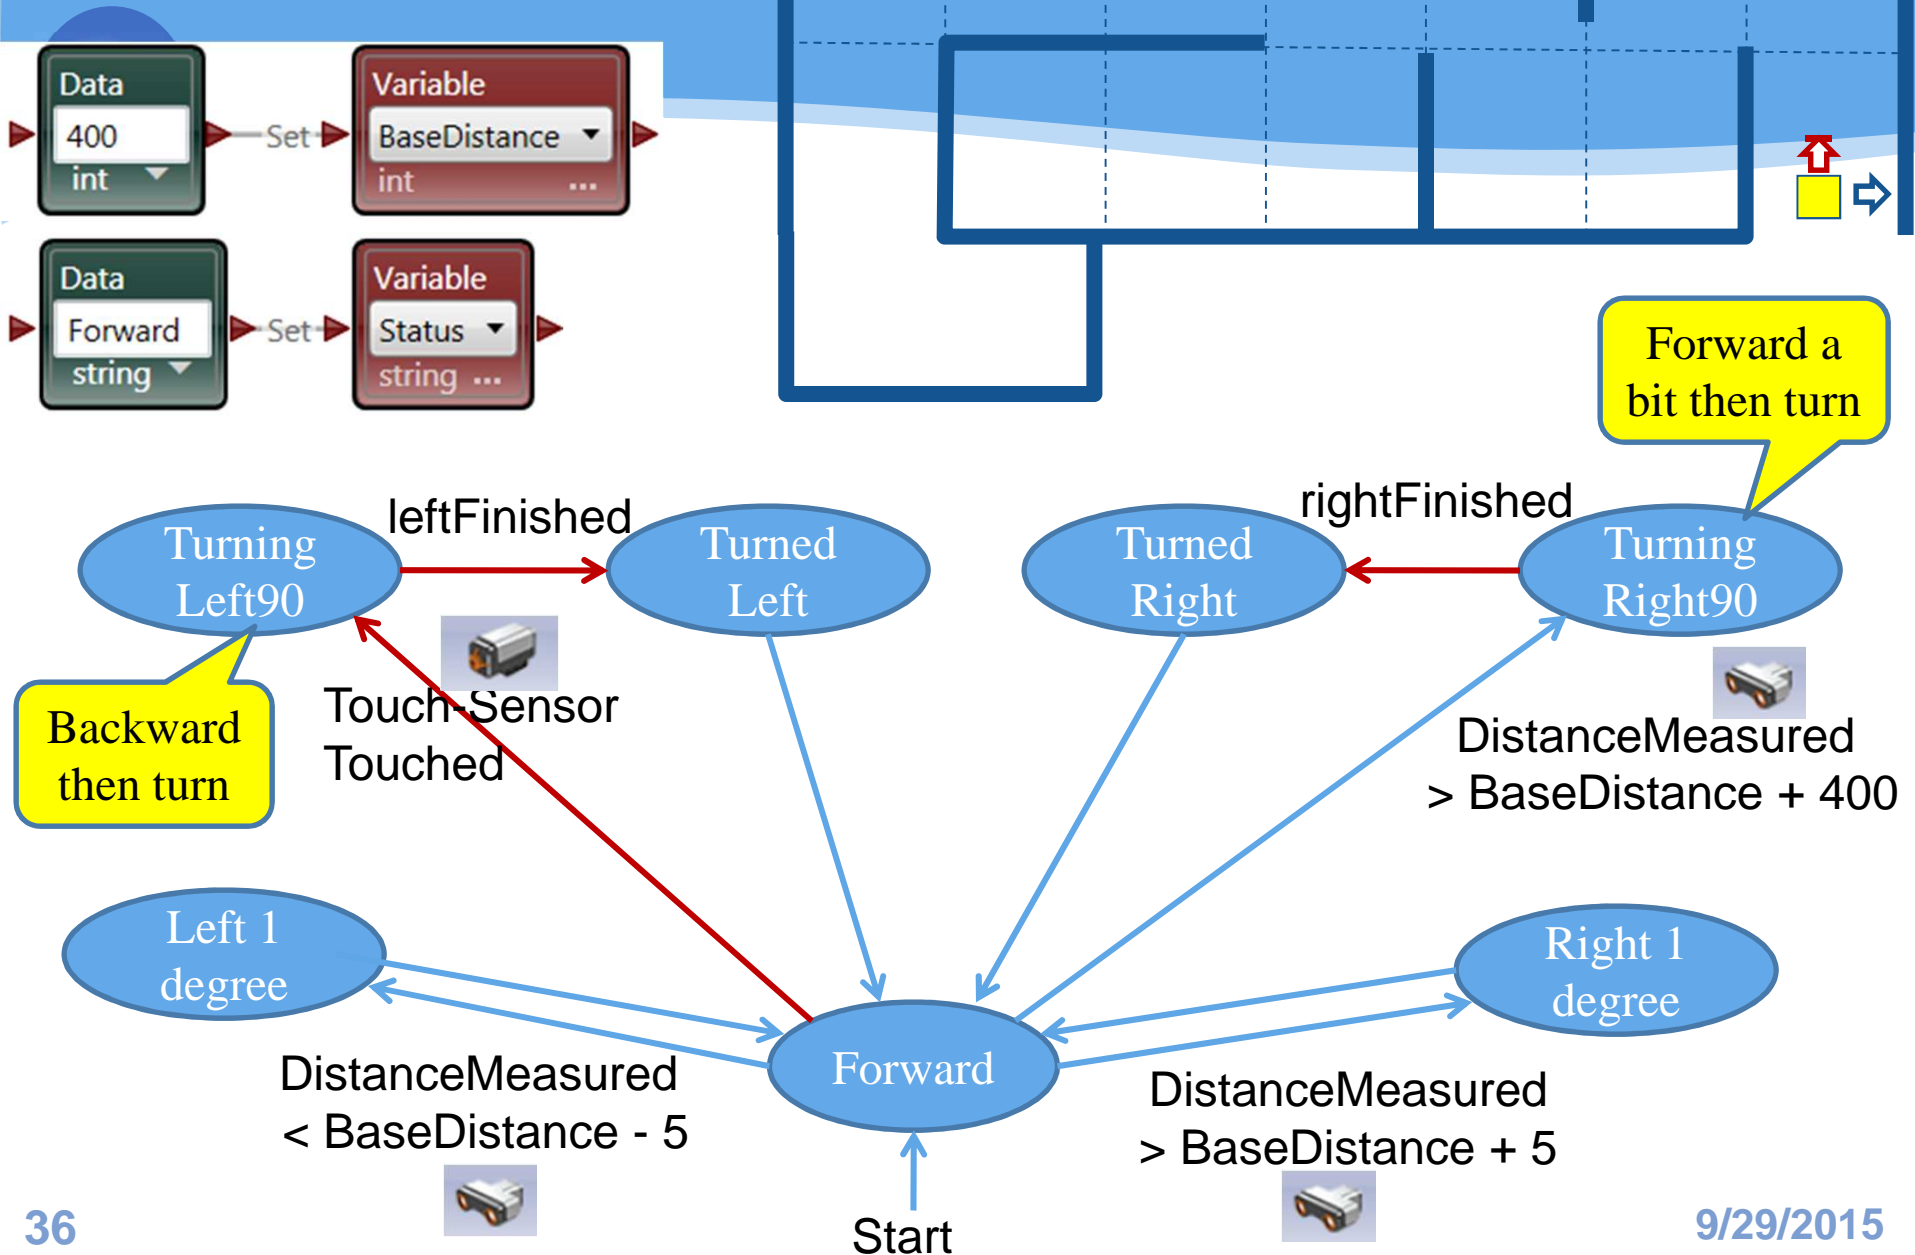 Data
400
int
Set
Variable
BaseDistance
int ...
Data
Forward
string
Set
Variable
Status
string ...
Forward a
bit then turn
leftFinished
rightFinished
Turning
Left90
Turned
Left
Turned
Right
Turning
Right90
Backward
then turn
Touch-Sensor
Touched
DistanceMeasured
> BaseDistance + 400
Left 1
degree
Right 1
degree
Forward
DistanceMeasured
< BaseDistance - 5
DistanceMeasured
> BaseDistance + 5
Start
36
9/29/2015